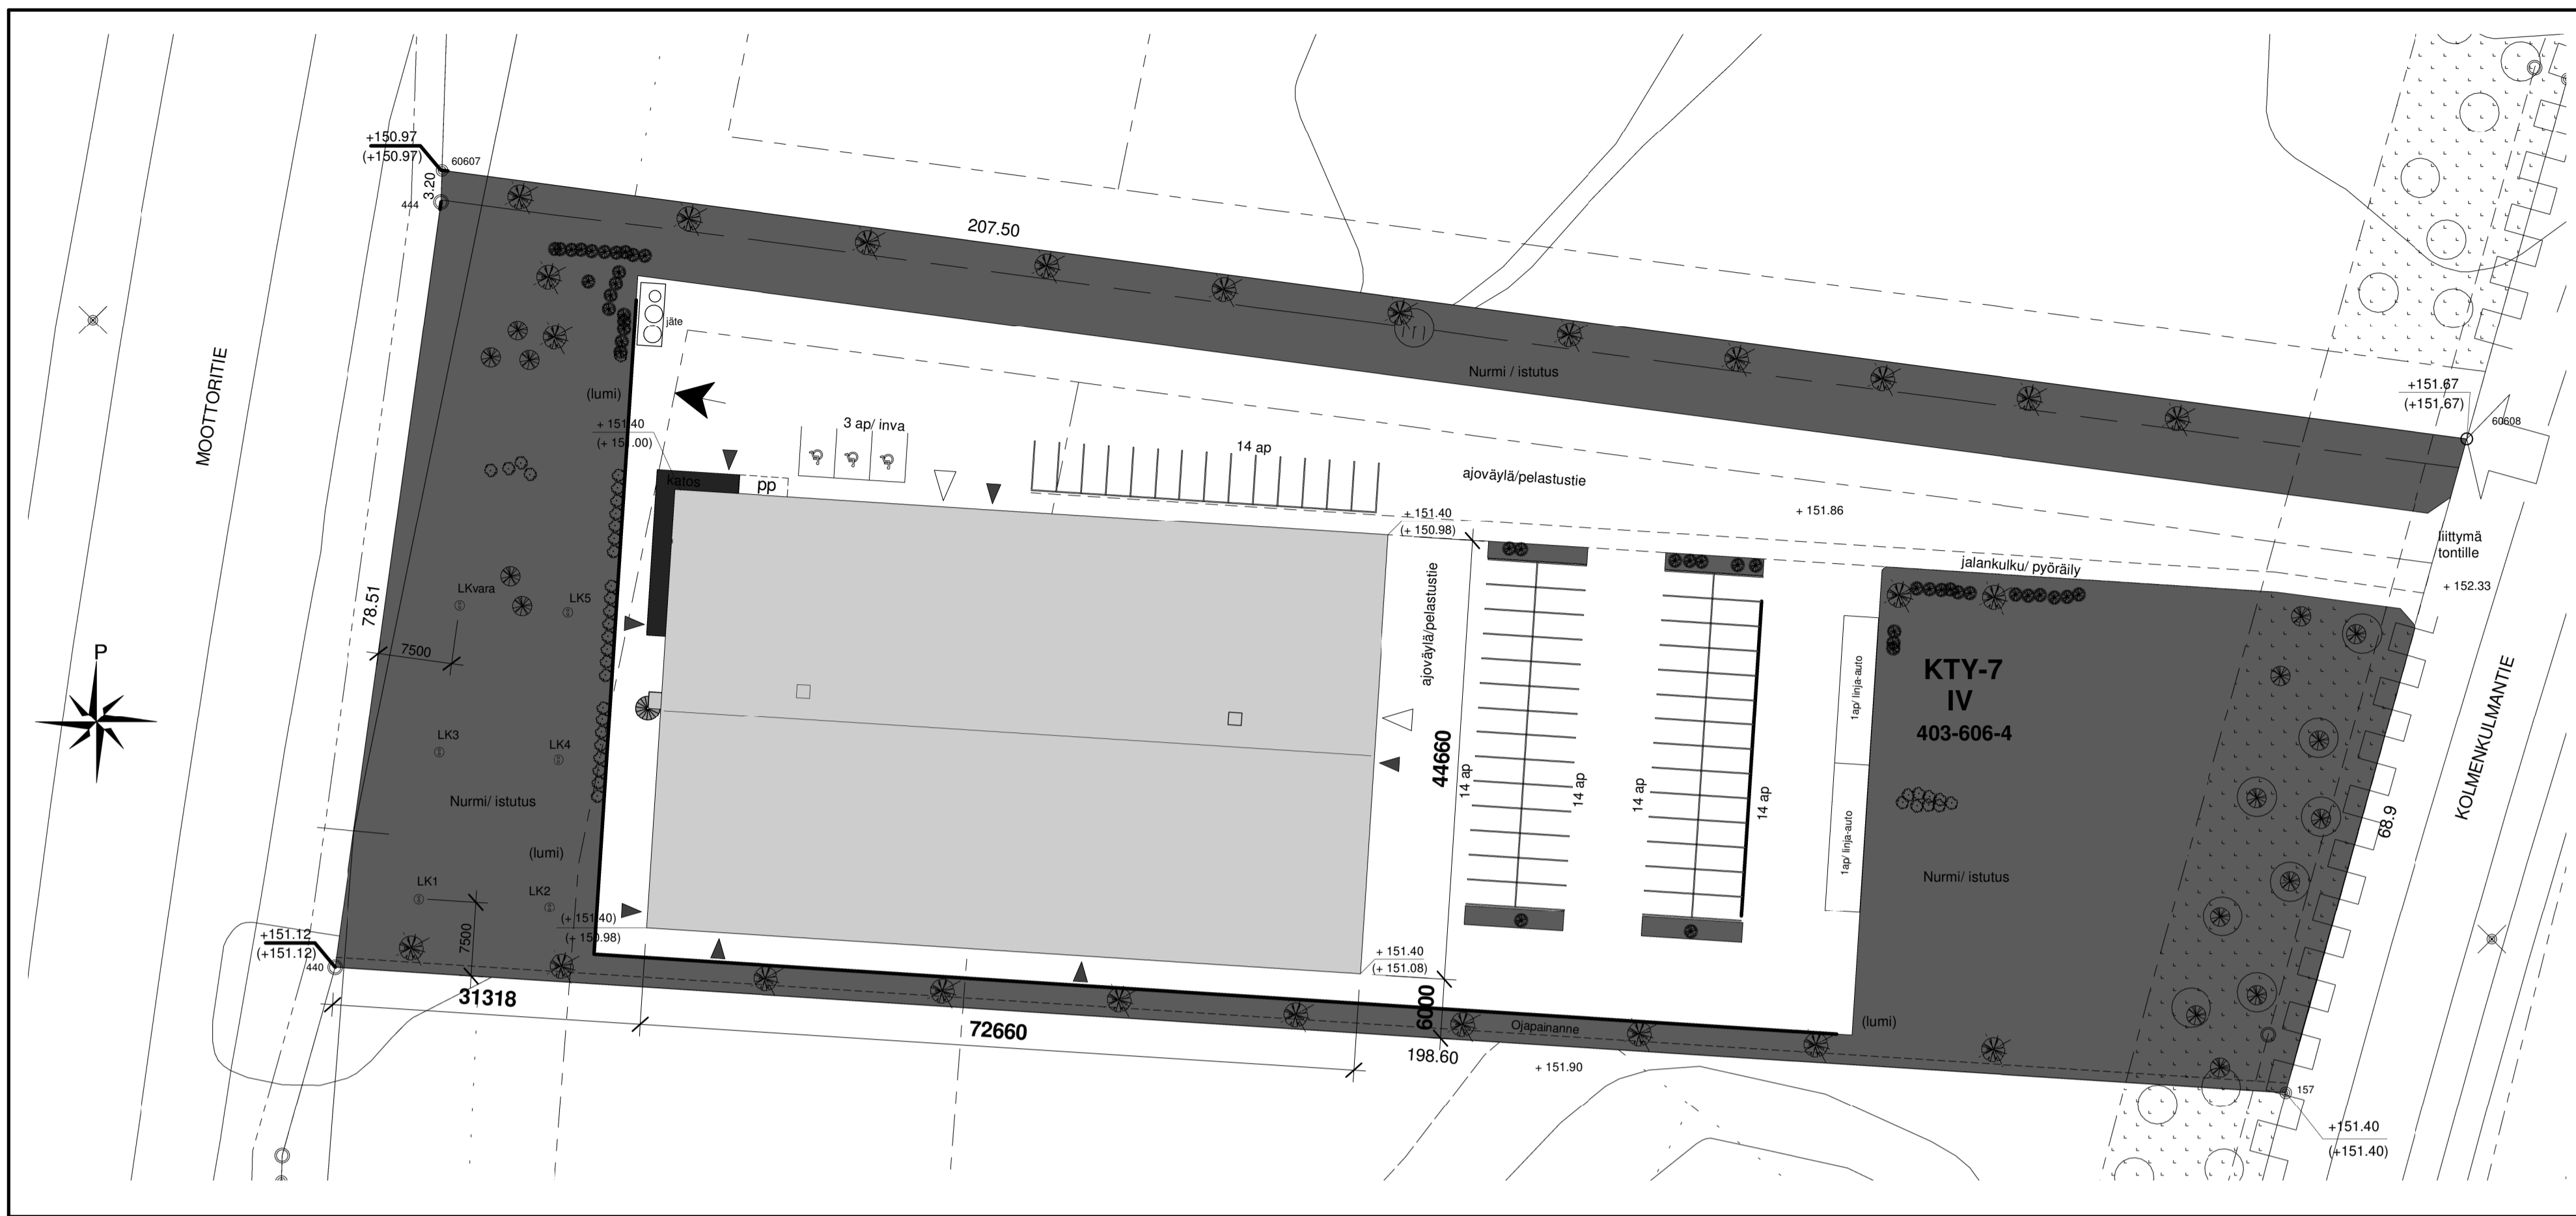 +150.97
(+150.97)
60607
3.20
444
207.50
MOOTTORITIE
jäte
(lumi)
+ 151.40
(+ 151.00)
3 ap/ inva
14 ap
katos
pp
Nurmi / istutus
ajoväylä/pelastustie
+ 151.86
+151.67
(+151.67)
60608
liittymä
tontille
+ 152.33
jalankulku/ pyöräily
+ 151.40
(+ 150.98)
ajoväylä/pelastustie
LKvara
LK5
78.51
7500
P
LK3
LK4
Nurmi/ istutus
(lumi)
LK1
LK2
7500
(+ 151.40)
(+ 150.98)
+151.12
(+151.12)
440
31318
72660
44660
14 ap
14 ap
14 ap
14 ap
1ap/ linja-auto
1ap/ linja-auto
KTY-7
IV
403-606-4
Nurmi/ istutus
KOLMENKULMANTIE
68.9
+ 151.40
(+ 151.08)
6000
198.60
Ojapainanne
+ 151.90
(lumi)
157
+151.40
(+151.40)